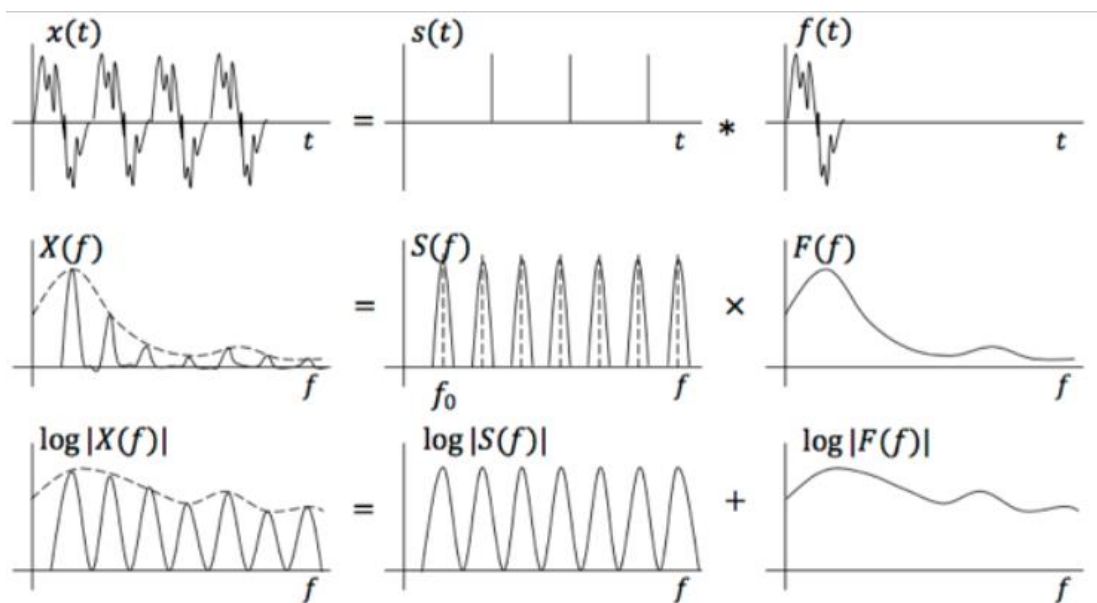 x(t) s(t) f(t)
= *
t t t
X(f) S(f) F(f)
= ×
f f₀ f f
log|X(f)| log|S(f)| log|F(f)|
= +
f f f